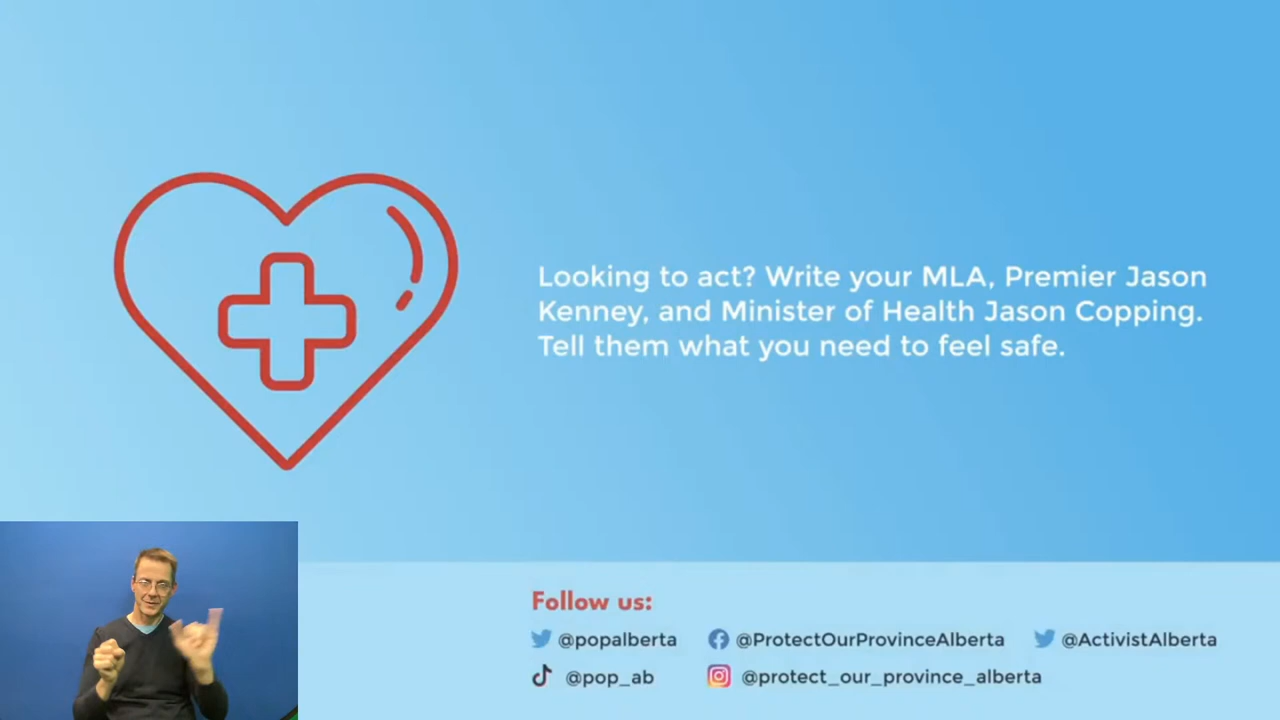 Looking to act? Write your MLA, Premier Jason
Kenney, and Minister of Health Jason Copping.
Tell them what you need to feel safe.
Follow us:
@popalberta @ProtectOurProvinceAlberta @ActivistAlberta
@pop_ab @protect_our_province_alberta